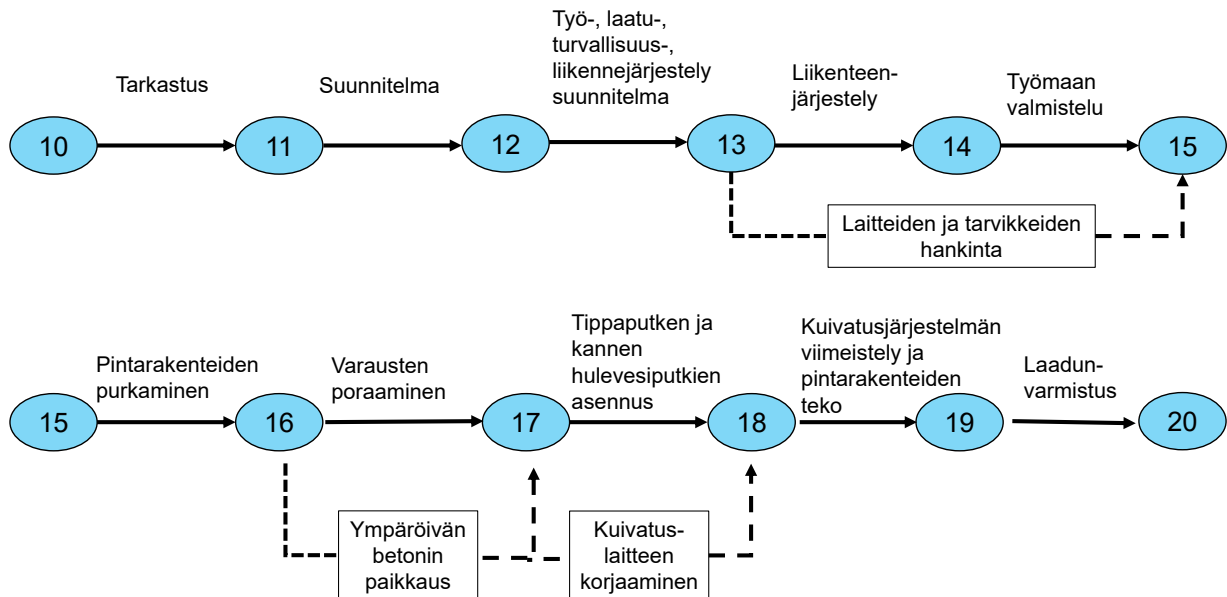 Tarkastus
Suunnitelma
Työ-, laatu-,
turvallisuus-,
liikennejärjestely
suunnitelma
Liikenteen-
järjestely
Työmaan
valmistelu
10
11
12
13
14
15
Laitteiden ja tarvikkeiden
hankinta
Pintarakenteiden
purkaminen
Varausten
poraaminen
Tippaputken ja
kannen
hulevesiputkien
asennus
Kuivatusjärjestelmän
viimeistely ja
pintarakenteiden
teko
Laadun-
varmistus
15
16
17
18
19
20
Ympäröivän
betonin
paikkaus
Kuivatus-
laitteen
korjaaminen